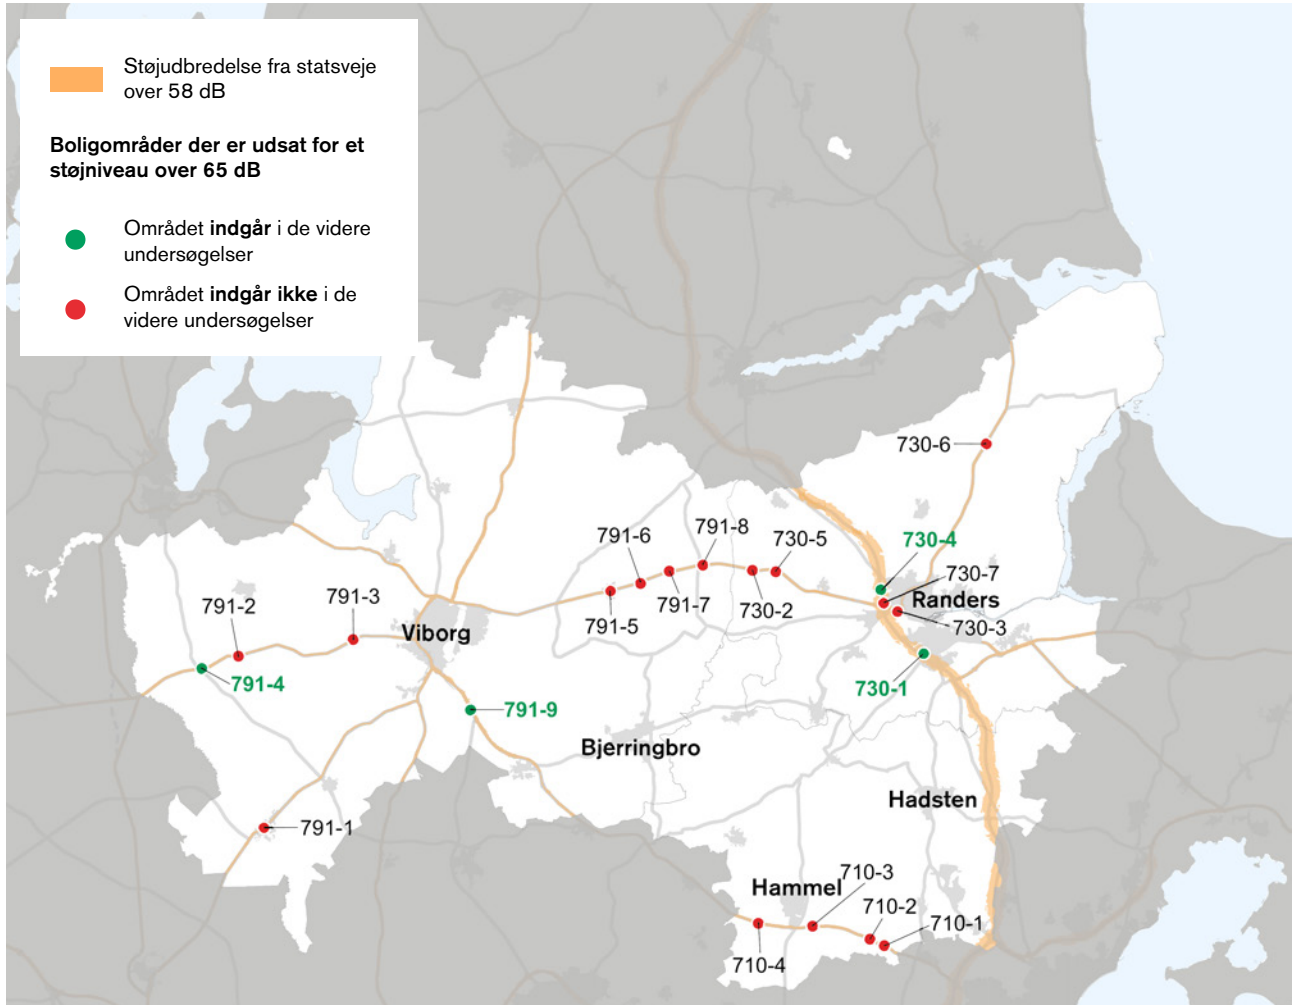 Støjudbredelse fra statsveje
over 58 dB
Boligområder der er udsat for et
støjniveau over 65 dB
Området indgår i de videre
undersøgelser
Området indgår ikke i de
videre undersøgelser
730-6
791-8
791-6
730-5
730-4
730-7
791-7
730-2
Randers
791-5
730-3
791-3
791-2
Viborg
791-4
730-1
791-9
Bjerringbro
Hadsten
791-1
710-3
Hammel
710-2
710-1
710-4